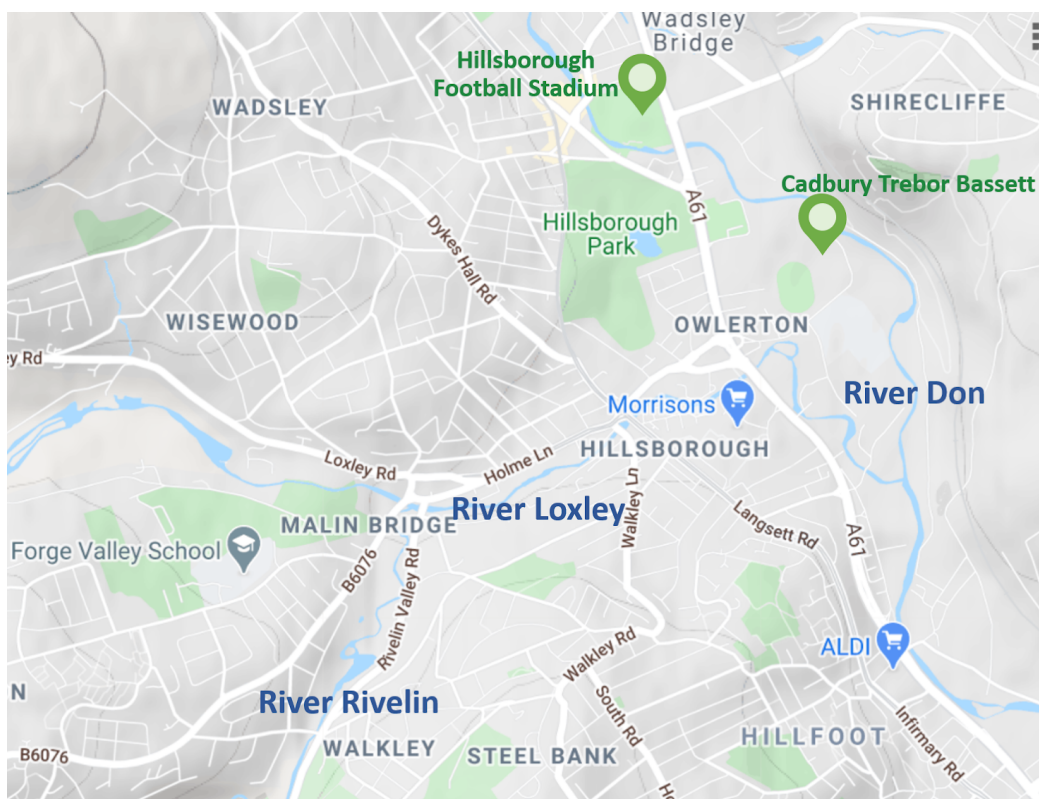 Wadsley
Bridge
Hillsborough
Football Stadium
WADSLEY
SHIRECLIFFE
Cadbury Trebor Bassett
A61
Hillsborough
Park
Dykes Hall Rd
WISEWOOD
OWLERTON
ey Rd
River Don
Morrisons
HILLSBOROUGH
Loxley Rd
Holme Ln
River Loxley
Walkley Ln
MALIN BRIDGE
Langsett Rd
A61
Forge Valley School
B6076
Rivelin Valley Rd
ALDI
Walkley Rd
N
River Rivelin
South Rd
Infirmary Rd
WALKLEY
STEEL BANK
HILLFOOT
B6076
Ho